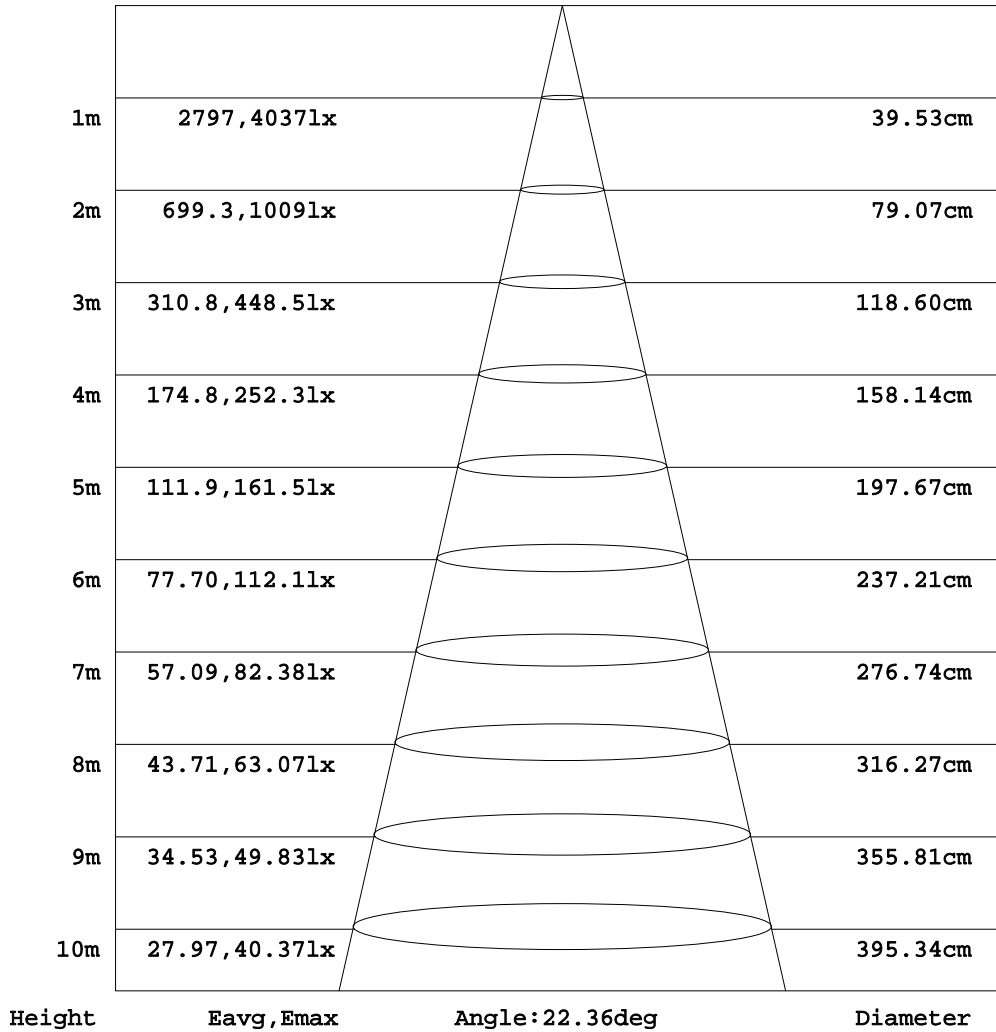 1m 2797,4037lx 39.53cm
2m 699.3,1009lx 79.07cm
3m 310.8,448.5lx 118.60cm
4m 174.8,252.3lx 158.14cm
5m 111.9,161.5lx 197.67cm
6m 77.70,112.1lx 237.21cm
7m 57.09,82.38lx 276.74cm
8m 43.71,63.07lx 316.27cm
9m 34.53,49.83lx 355.81cm
10m 27.97,40.37lx 395.34cm
Height Eavg,Emax Angle:22.36deg Diameter